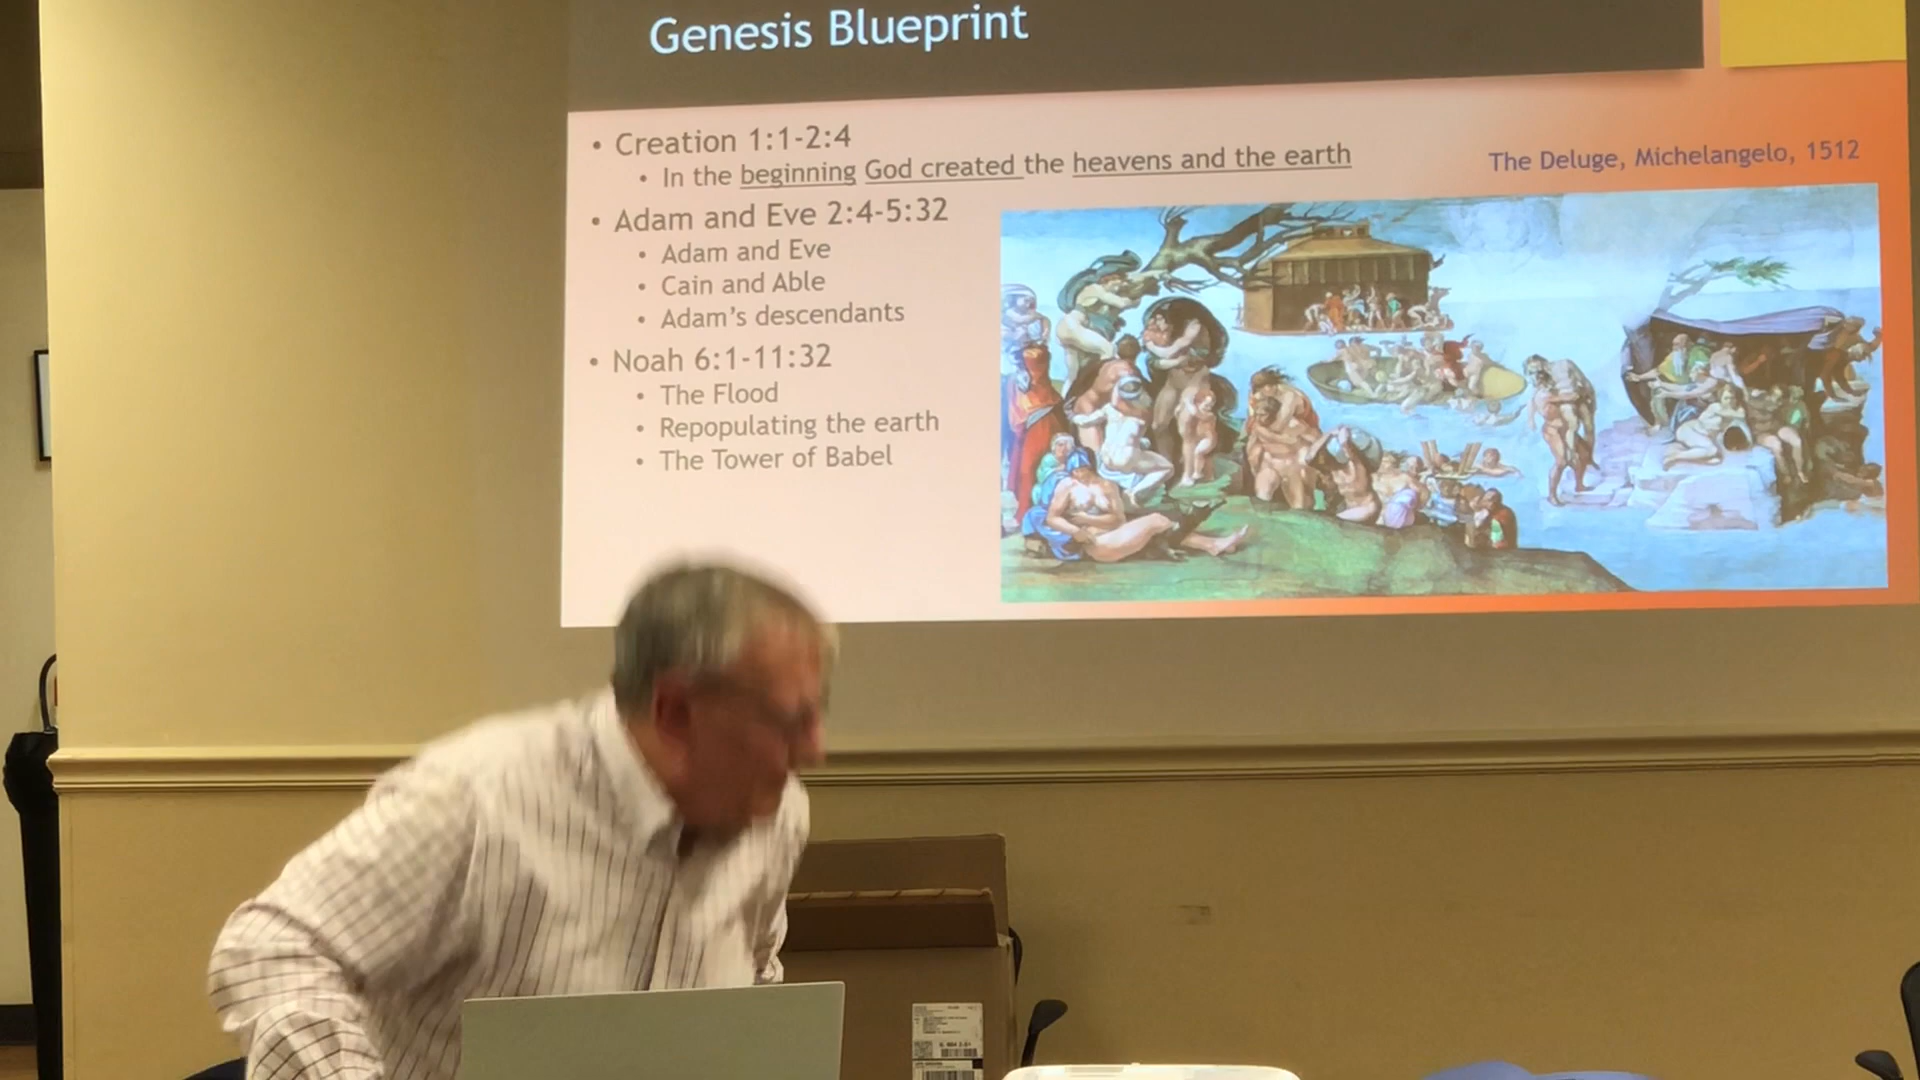 Genesis Blueprint
• Creation 1:1-2:4
• In the beginning God created the heavens and the earth
The Deluge, Michelangelo, 1512
• Adam and Eve 2:4-5:32
• Adam and Eve
• Cain and Able
• Adam's descendants
• Noah 6:1-11:32
• The Flood
• Repopulating the earth
• The Tower of Babel